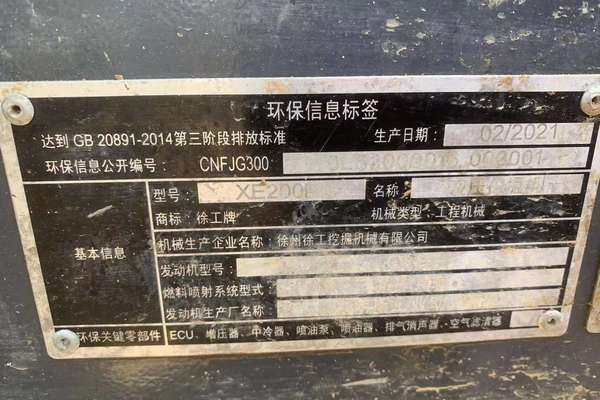 环保信息标签
达到 GB 20891-2014第三阶段排放标准 生产日期： 02/2021
环保信息公开编号： CNFJG300
型号： XE200 名称：
商标：徐工牌 机械类型：工程机械
基本信息 机械生产企业名称：徐州徐工挖掘机械有限公司
发动机型号：
燃料喷射系统型式
发动机生产厂名称：
环保关键零部件 ECU、增压器、中冷器、喷油泵、喷油器、排气消声器、空气滤清器